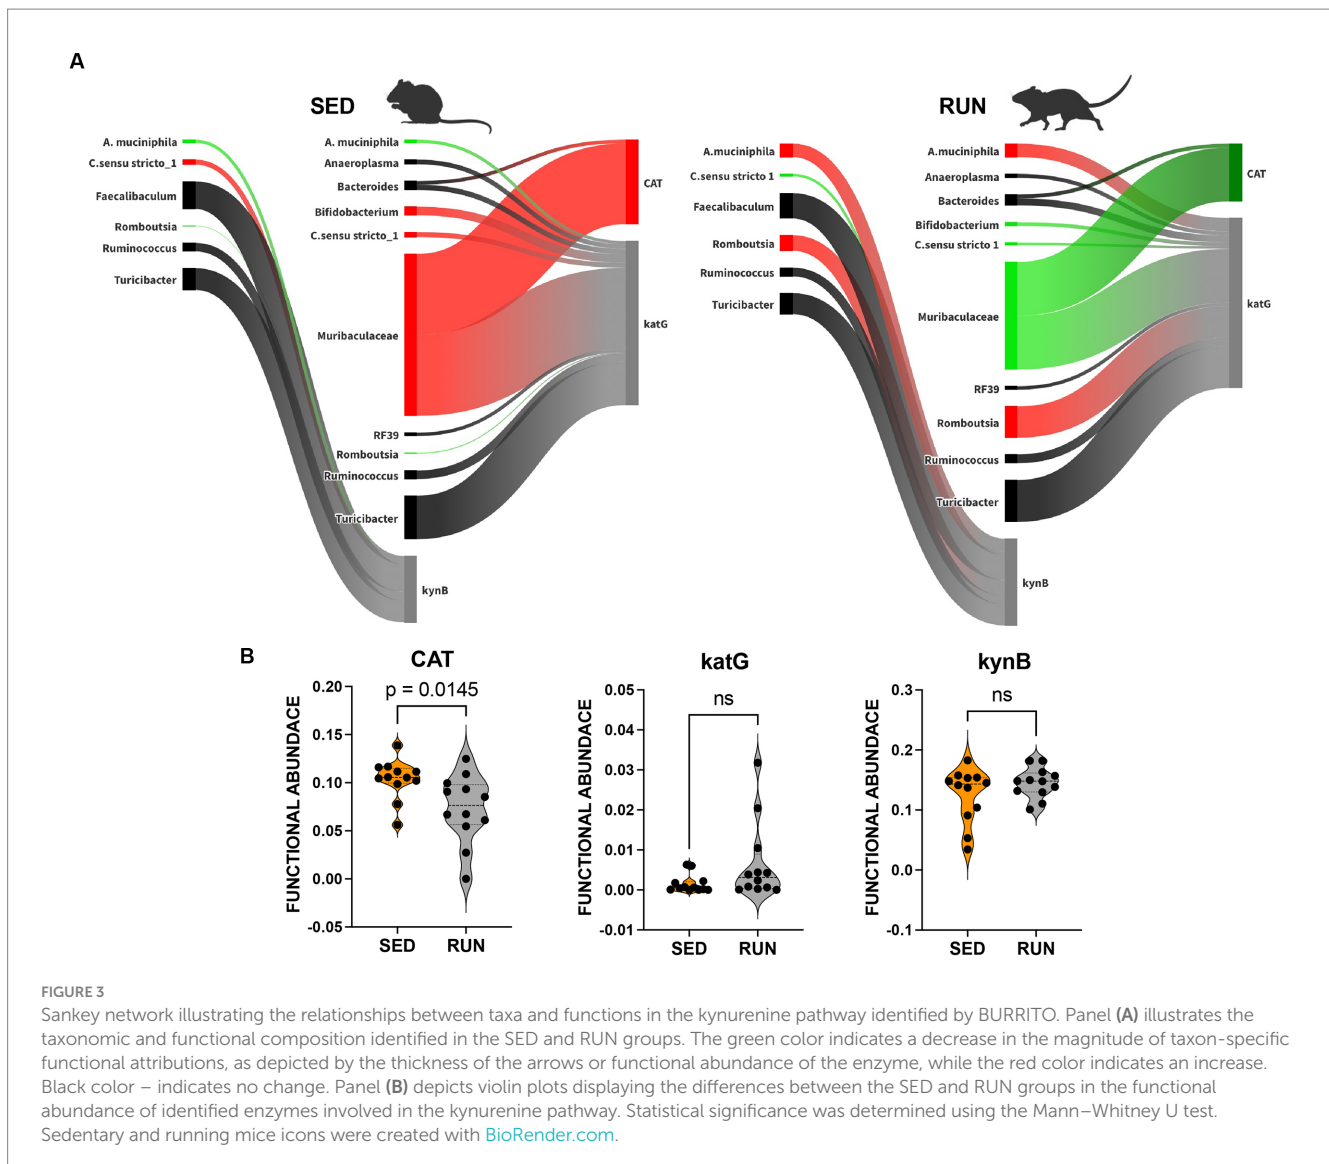 A
SED
RUN
A. muciniphila
C.sensu stricto_1
Faecalibaculum
Romboutsia
Ruminococcus
Turicibacter
A. muciniphila
Anaeroplasma
Bacteroides
Bifidobacterium
C.sensu stricto_1
Muribaculaceae
RF39
Romboutsia
Ruminococcus
Turicibacter
kynB
CAT
katG
A.muciniphila
C.sensu stricto 1
Faecalibaculum
Romboutsia
Ruminococcus
Turicibacter
A.muciniphila
Anaeroplasma
Bacteroides
Bifidobacterium
C.sensu stricto 1
Muribaculaceae
RF39
Romboutsia
Ruminococcus
Turicibacter
kynB
CAT
katG
B
CAT
p = 0.0145
FUNCTIONAL ABUNDACE
0.20
0.15
0.10
0.05
0.00
-0.05
SED
RUN
katG
ns
FUNCTIONAL ABUNDACE
0.05
0.04
0.03
0.02
0.01
0.00
-0.01
SED
RUN
kynB
ns
FUNCTIONAL ABUNDACE
0.3
0.2
0.1
0.0
-0.1
SED
RUN
FIGURE 3
Sankey network illustrating the relationships between taxa and functions in the kynurenine pathway identified by BURRITO. Panel (A) illustrates the
taxonomic and functional composition identified in the SED and RUN groups. The green color indicates a decrease in the magnitude of taxon-specific
functional attributions, as depicted by the thickness of the arrows or functional abundance of the enzyme, while the red color indicates an increase.
Black color – indicates no change. Panel (B) depicts violin plots displaying the differences between the SED and RUN groups in the functional
abundance of identified enzymes involved in the kynurenine pathway. Statistical significance was determined using the Mann–Whitney U test.
Sedentary and running mice icons were created with BioRender.com.